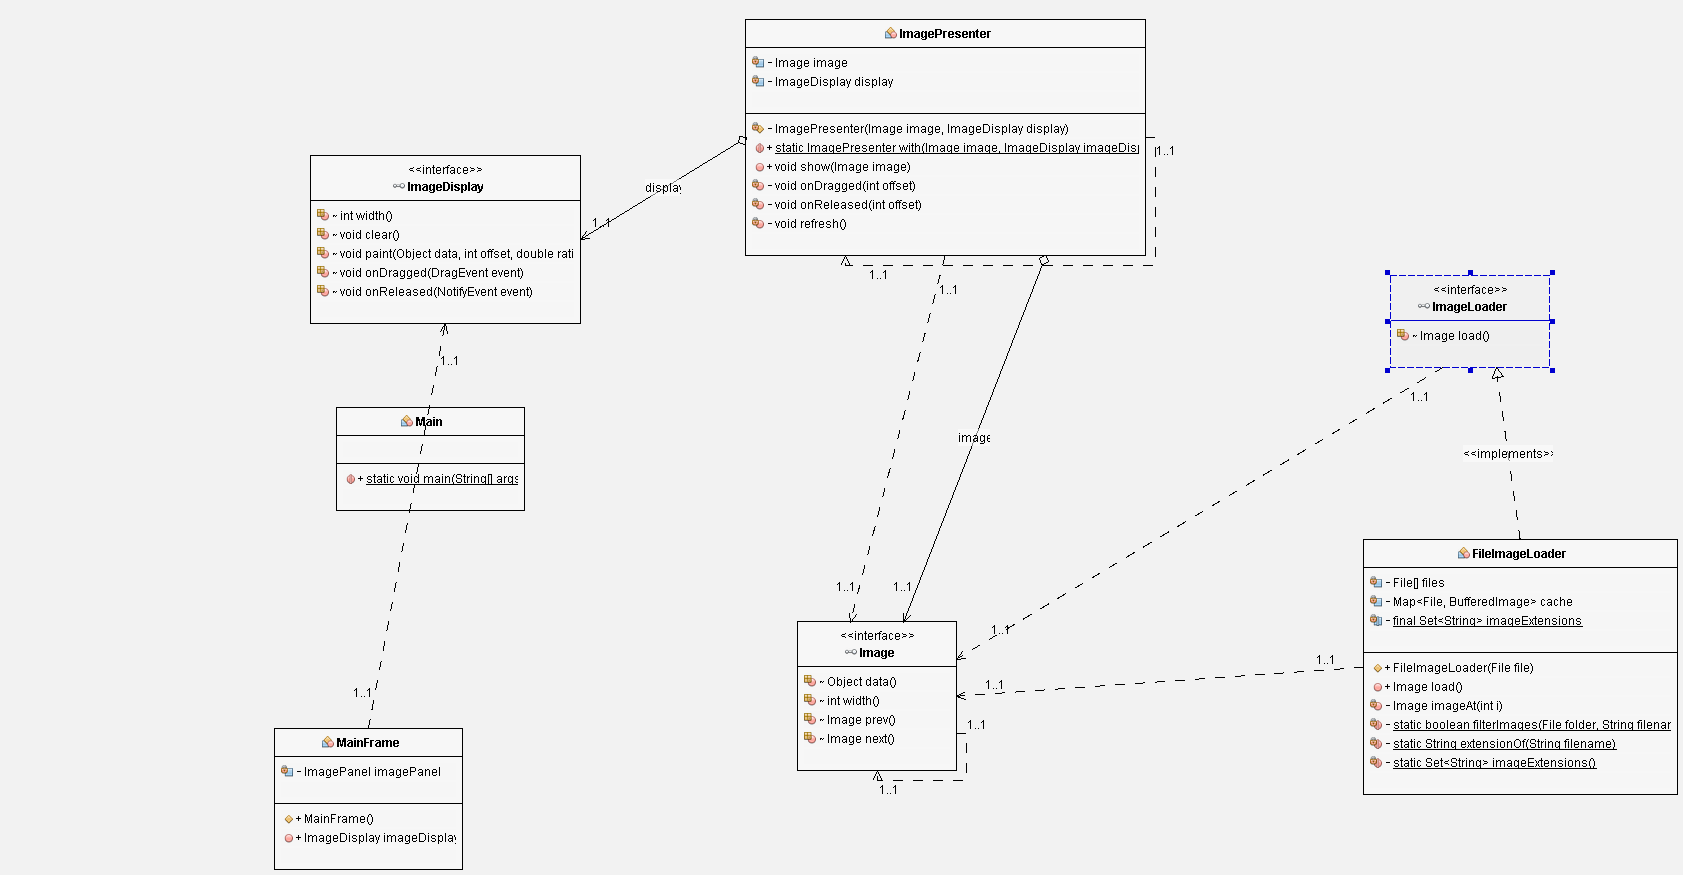 ImagePresenter
- Image image
- ImageDisplay display
- ImagePresenter(Image image, ImageDisplay display)
+ static ImagePresenter with(Image image, ImageDisplay imageDisp
+ void show(Image image)
- void onDragged(int offset)
- void onReleased(int offset)
- void refresh()
1..1
1..1
display
1..1
<<interface>>
ImageDisplay
~ int width()
~ void clear()
~ void paint(Object data, int offset, double rati
~ void onDragged(DragEvent event)
~ void onReleased(NotifyEvent event)
1..1
1..1
<<interface>>
ImageLoader
~ Image load()
1..1
Main
+ static void main(String[] args
image
<<implements>>
1..1
1..1
1..1
FileImageLoader
- File[] files
- Map<File, BufferedImage> cache
- final Set<String> imageExtensions
+ FileImageLoader(File file)
+ Image load()
- Image imageAt(int i)
- static boolean filterImages(File folder, String filenar
- static String extensionOf(String filename)
- static Set<String> imageExtensions()
<<interface>>
Image
~ Object data()
~ int width()
~ Image prev()
~ Image next()
1..1
1..1
1..1
1..1
1..1
MainFrame
- ImagePanel imagePanel
+ MainFrame()
+ ImageDisplay imageDisplay